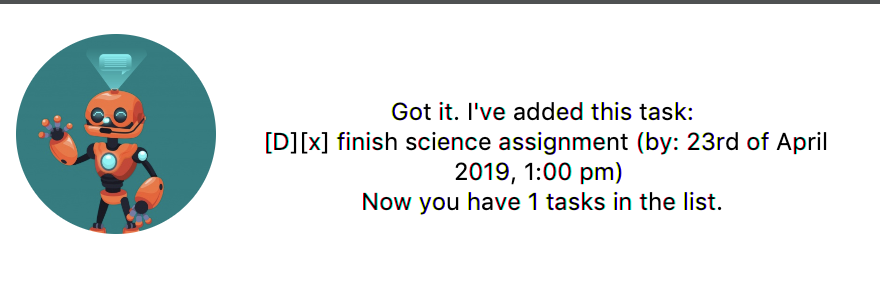 Got it. I've added this task:
[D][x] finish science assignment (by: 23rd of April
2019, 1:00 pm)
Now you have 1 tasks in the list.